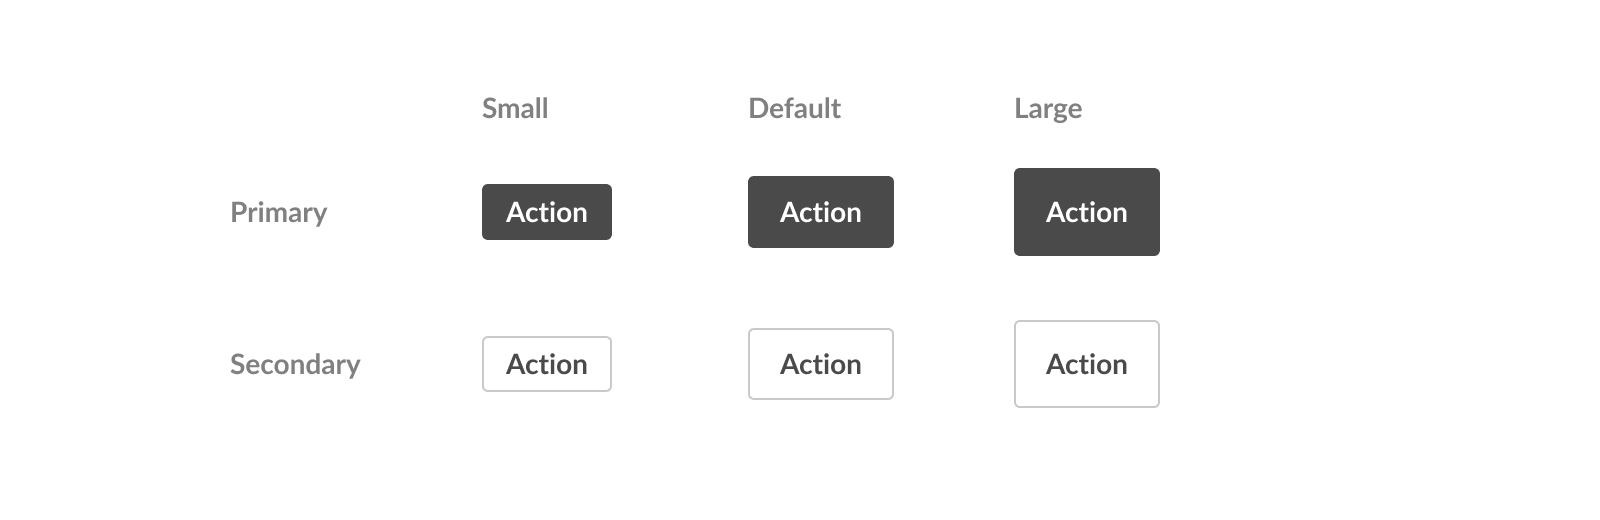 Small Default Large
Primary Action Action Action
Secondary Action Action Action